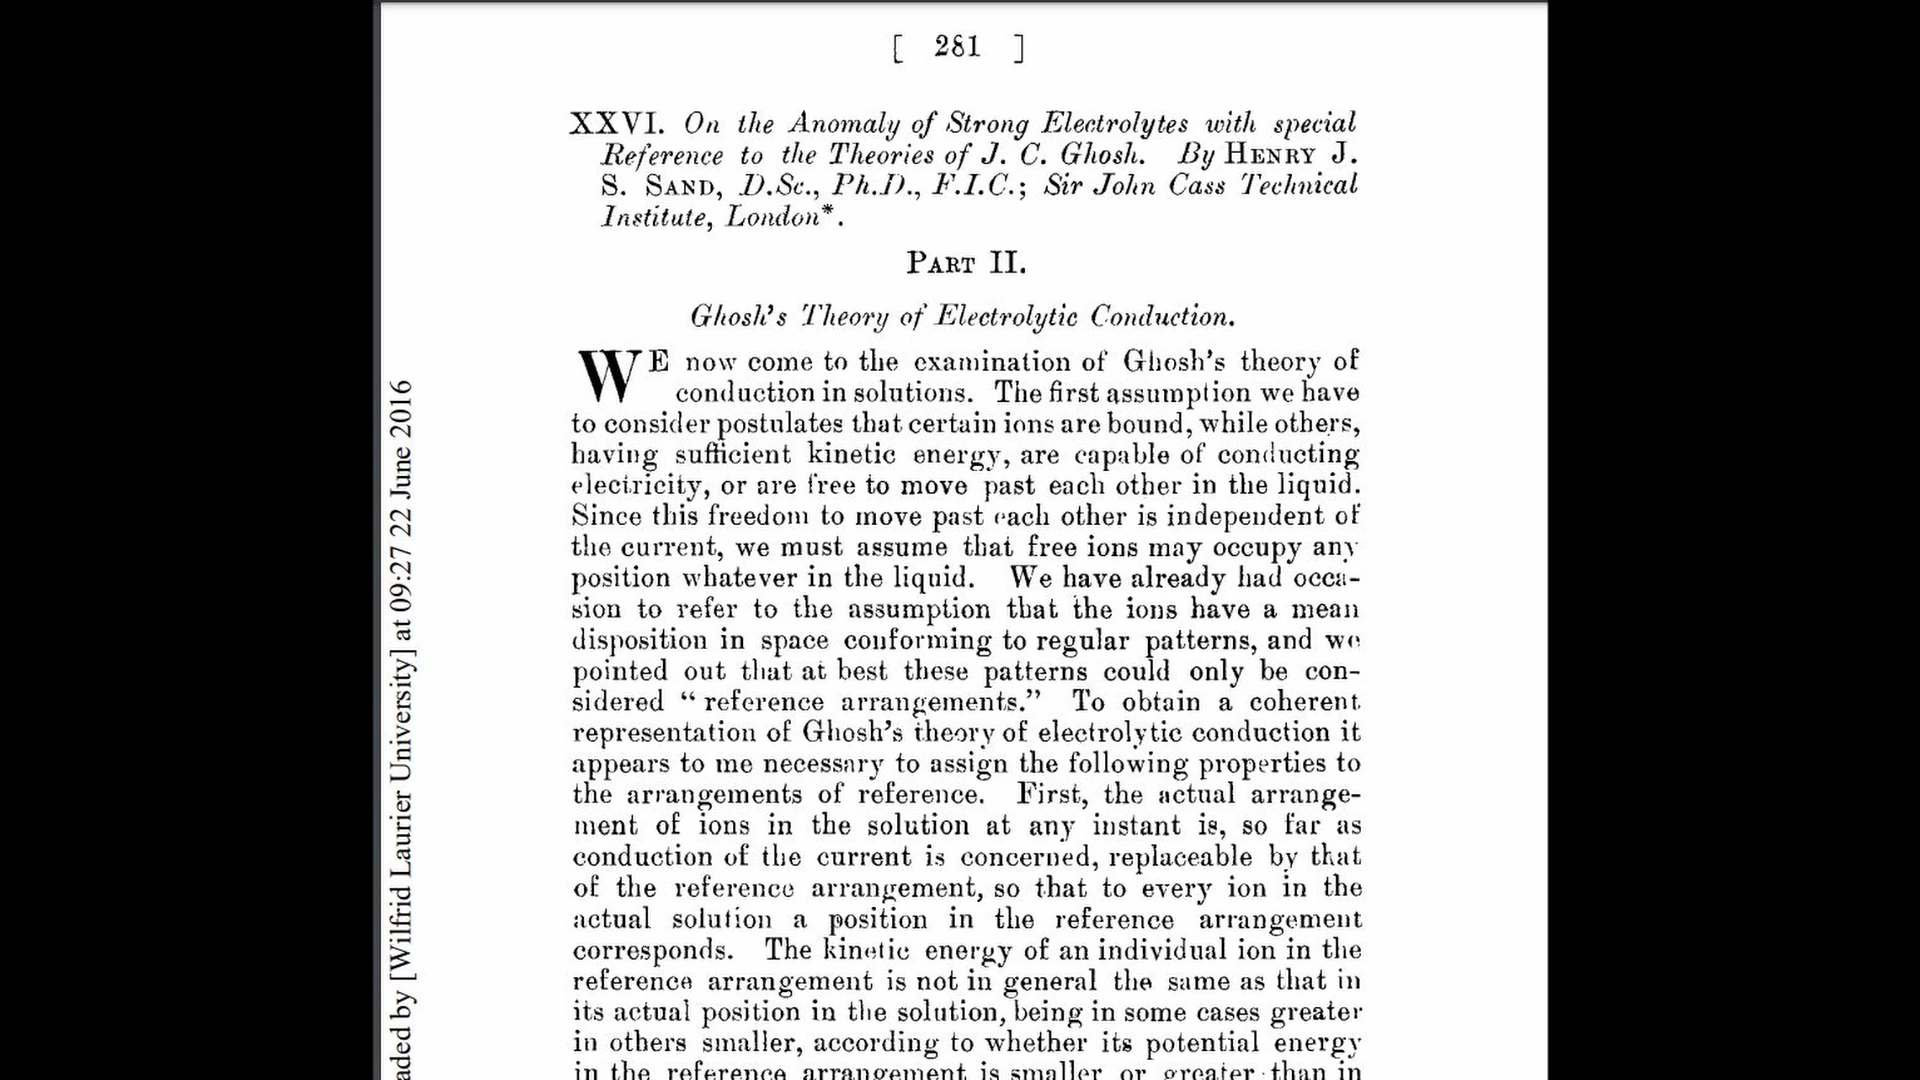 [ 281 ]
XXVI. On the Anomaly of Strong Electrolytes with special
Reference to the Theories of J. C. Ghosh. By HENRY J.
S. SAND, D.Sc., Ph.D., F.I.C.; Sir John Cass Technical
Institute, London*.
PART II.
Ghosh's Theory of Electrolytic Conduction.
WE now come to the examination of Ghosh's theory of
conduction in solutions. The first assumption we have
to consider postulates that certain ions are bound, while others,
having sufficient kinetic energy, are capable of conducting
electricity, or are free to move past each other in the liquid.
Since this freedom to move past each other is independent of
the current, we must assume that free ions may occupy any
position whatever in the liquid. We have already had occa-
sion to refer to the assumption that the ions have a mean
disposition in space conforming to regular patterns, and we
pointed out that at best these patterns could only be con-
sidered “ reference arrangements.” To obtain a coherent
representation of Ghosh's theory of electrolytic conduction it
appears to me necessary to assign the following properties to
the arrangements of reference. First, the actual arrange-
ment of ions in the solution at any instant is, so far as
conduction of the current is concerned, replaceable by that
of the reference arrangement, so that to every ion in the
actual solution a position in the reference arrangement
corresponds. The kinetic energy of an individual ion in the
reference arrangement is not in general the same as that in
its actual position in the solution, being in some cases greater
in others smaller, according to whether its potential energy
in the reference arrangement is smaller or greater than in
aded by [Wilfrid Laurier University] at 09:27 22 June 2016